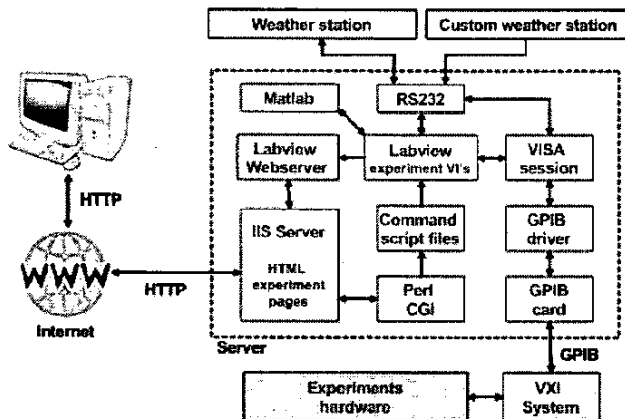 Weather station
Custom weather station
Matlab
RS232
Labview
Webserver
Labview
experiment VI's
VISA
session
HTTP
IIS Server
HTML
experiment
pages
Command
script files
GPIB
driver
WWW
HTTP
Perl
CGI
GPIB
card
Internet
Server
GPIB
Experiments
hardware
VXI
System